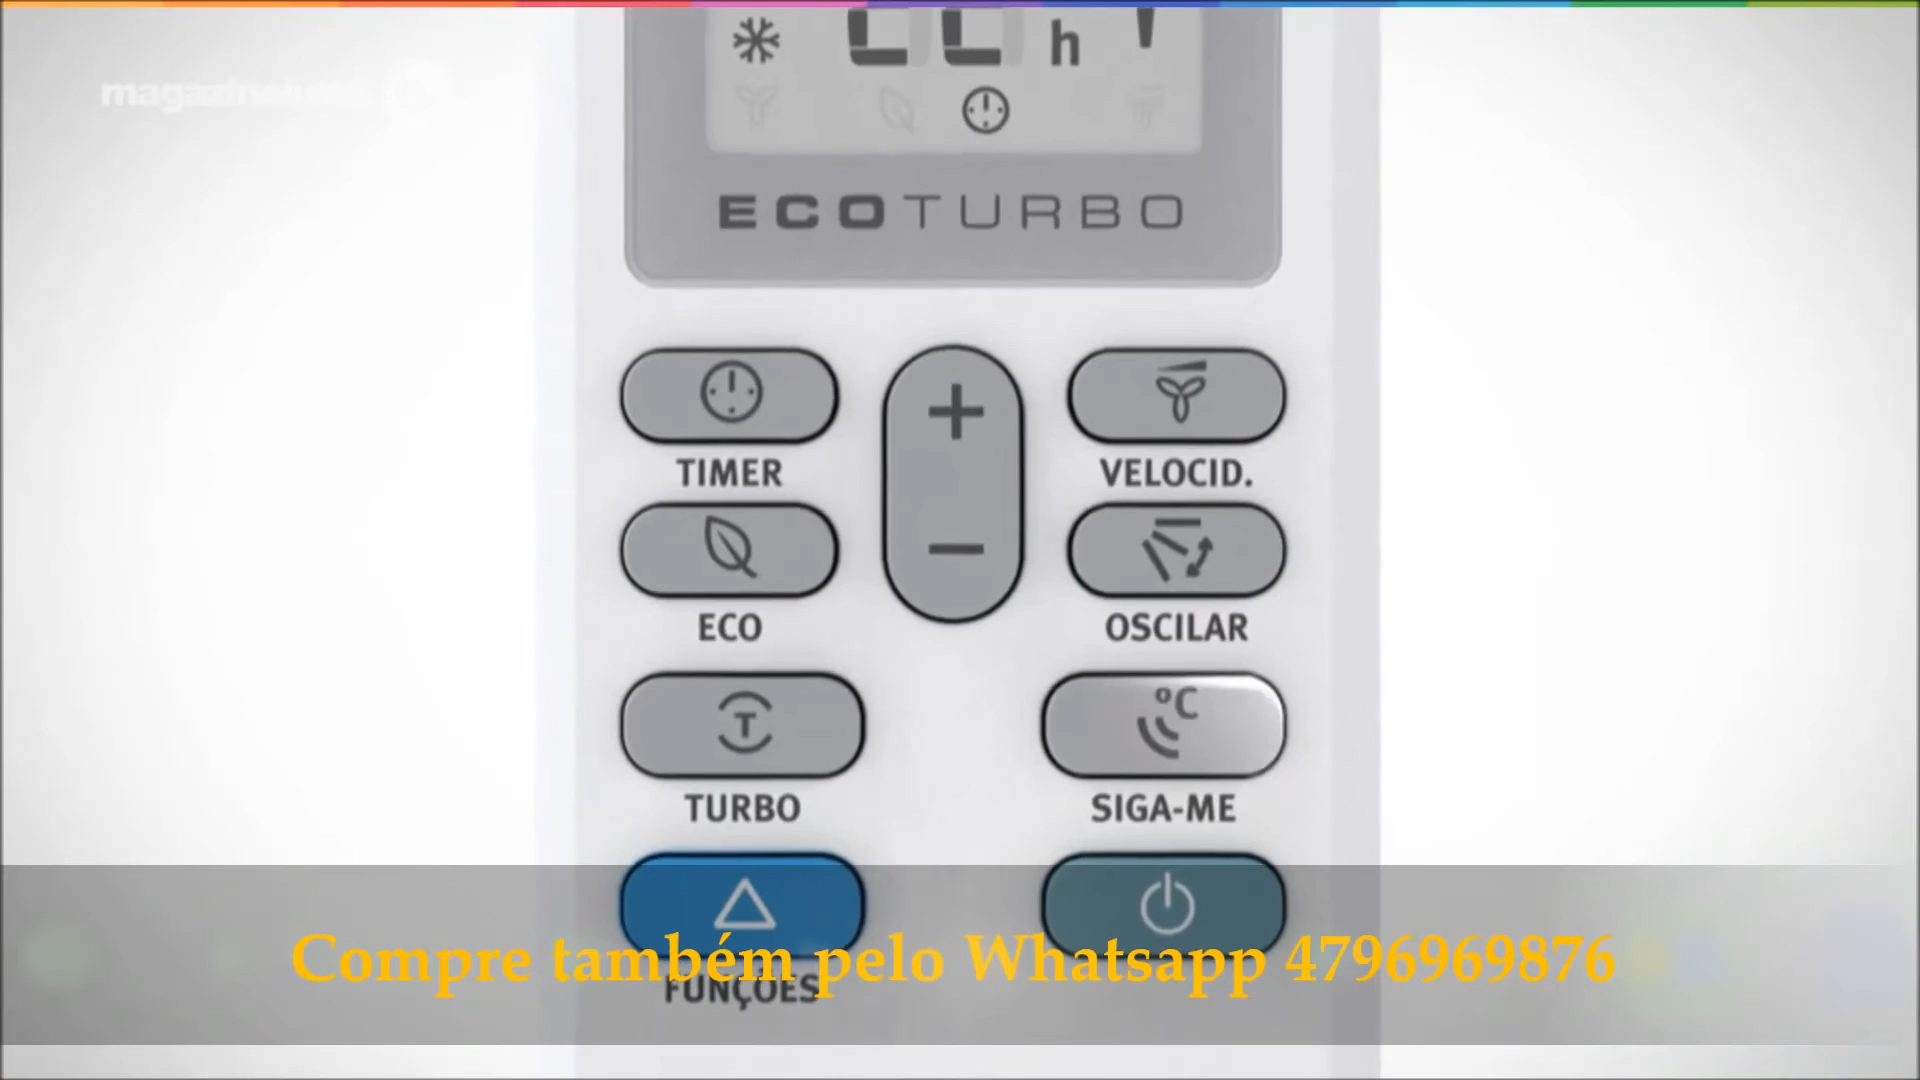 h
ECOTURBO
+
TIMER
VELOCID.
−
ECO
OSCILAR
T
°C
TURBO
SIGA-ME
Compre também pelo Whatsapp 4796969876
FUNÇÕES